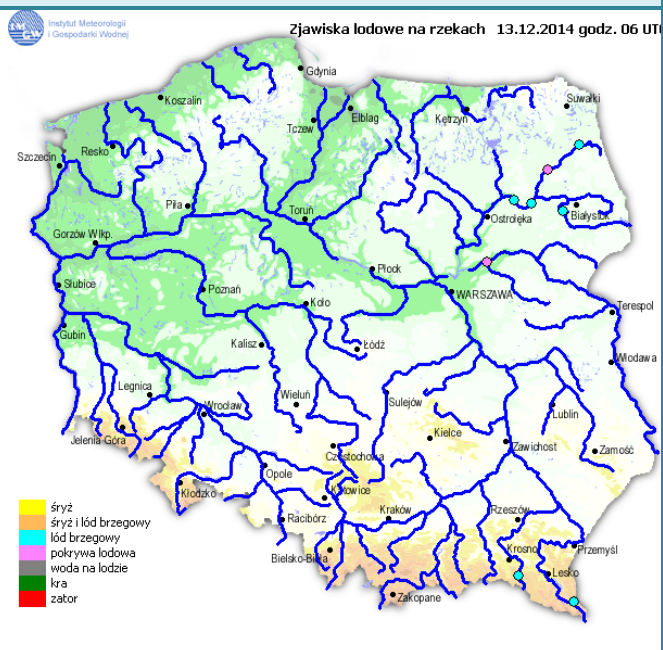 Instytut Meteorologii
i Gospodarki Wodnej
Zjawiska lodowe na rzekach 13.12.2014 godz. 06 UT
Gdynia
Koszalin
Suwałki
Elbląg
Kętrzyn
Tczew
Resko
Szczecin
Piła
Toruń
Białystok
Ostrołęka
Gorzów Wlkp.
Płock
Słubice
Poznań
WARSZAWA
Koło
Terespol
Gubin
Kalisz
Łódź
Włodawa
Legnica
Wieluń
Sulejów
Wrocław
Lublin
Jelenia Góra
Kielce
Zawichost
Zamość
Częstochowa
Opole
Kłodzko
Katowice
Kraków
Rzeszów
Racibórz
Krosno
Przemyśl
Bielsko-Biała
Lesko
Zakopane
śryż
śryż i lód brzegowy
lód brzegowy
pokrywa lodowa
woda na lodzie
kra
zator